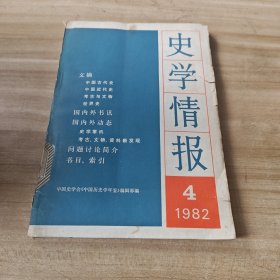 史学情报
4
1982
文摘
中国古代史
中国近代史
考古与文物
世界史
国内外书讯
国内外动态
史学事讯
考古、文物、资料新发现
问题讨论简介
书目、索引
中国史学会《中国历史学年鉴》编辑部编